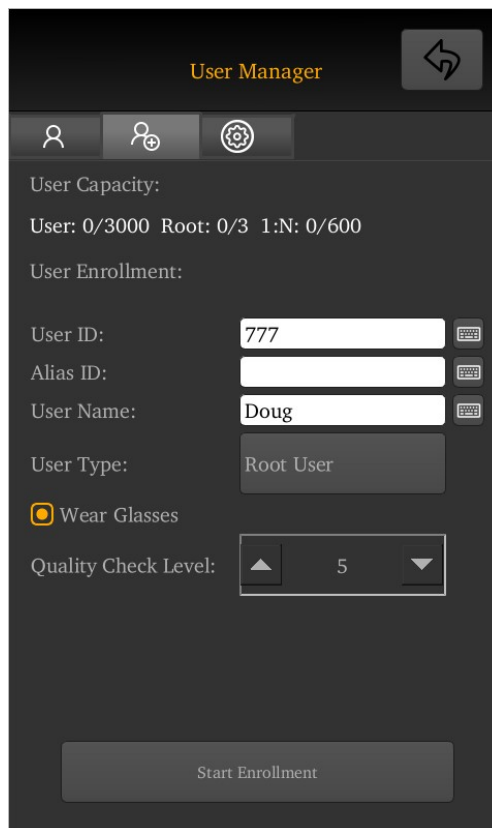 User Manager
User Capacity:
User: 0/3000 Root: 0/3 1:N: 0/600
User Enrollment:
User ID: 777
Alias ID:
User Name: Doug
User Type: Root User
Wear Glasses
Quality Check Level: 5
Start Enrollment